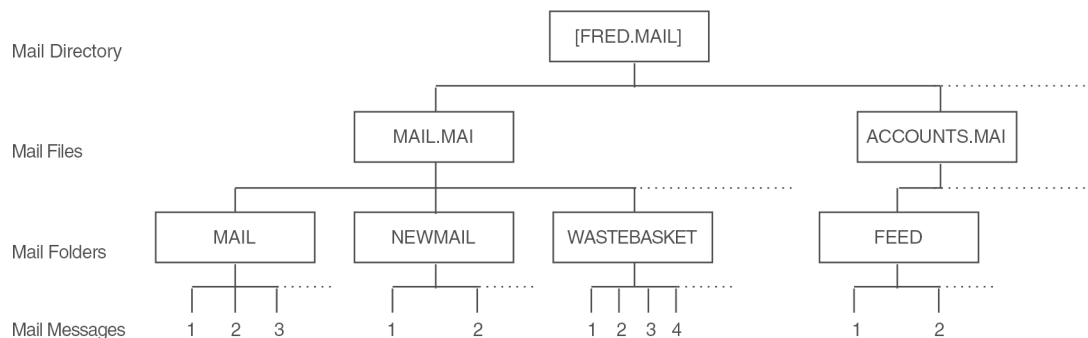 [FRED.MAIL]
Mail Directory
MAIL.MAI ACCOUNTS.MAI
Mail Files
MAIL NEWMAIL WASTEBASKET FEED
Mail Folders
Mail Messages 1 2 3 1 2 1 2 3 4 1 2